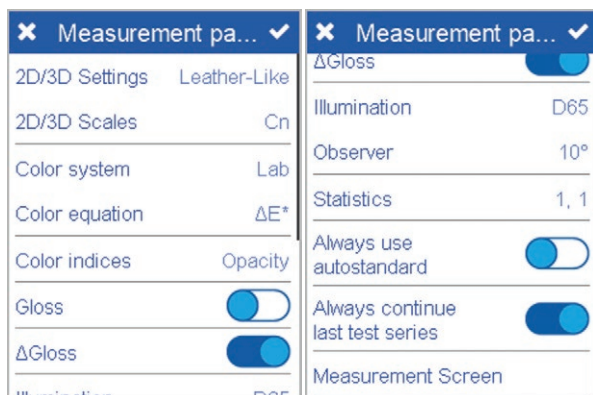 Measurement pa...
2D/3D Settings Leather-Like
2D/3D Scales Cn
Color system Lab
Color equation ΔE*
Color indices Opacity
Gloss
ΔGloss
Illumination D65
Measurement pa...
ΔGloss
Illumination D65
Observer 10°
Statistics 1, 1
Always use
autostandard
Always continue
last test series
Measurement Screen